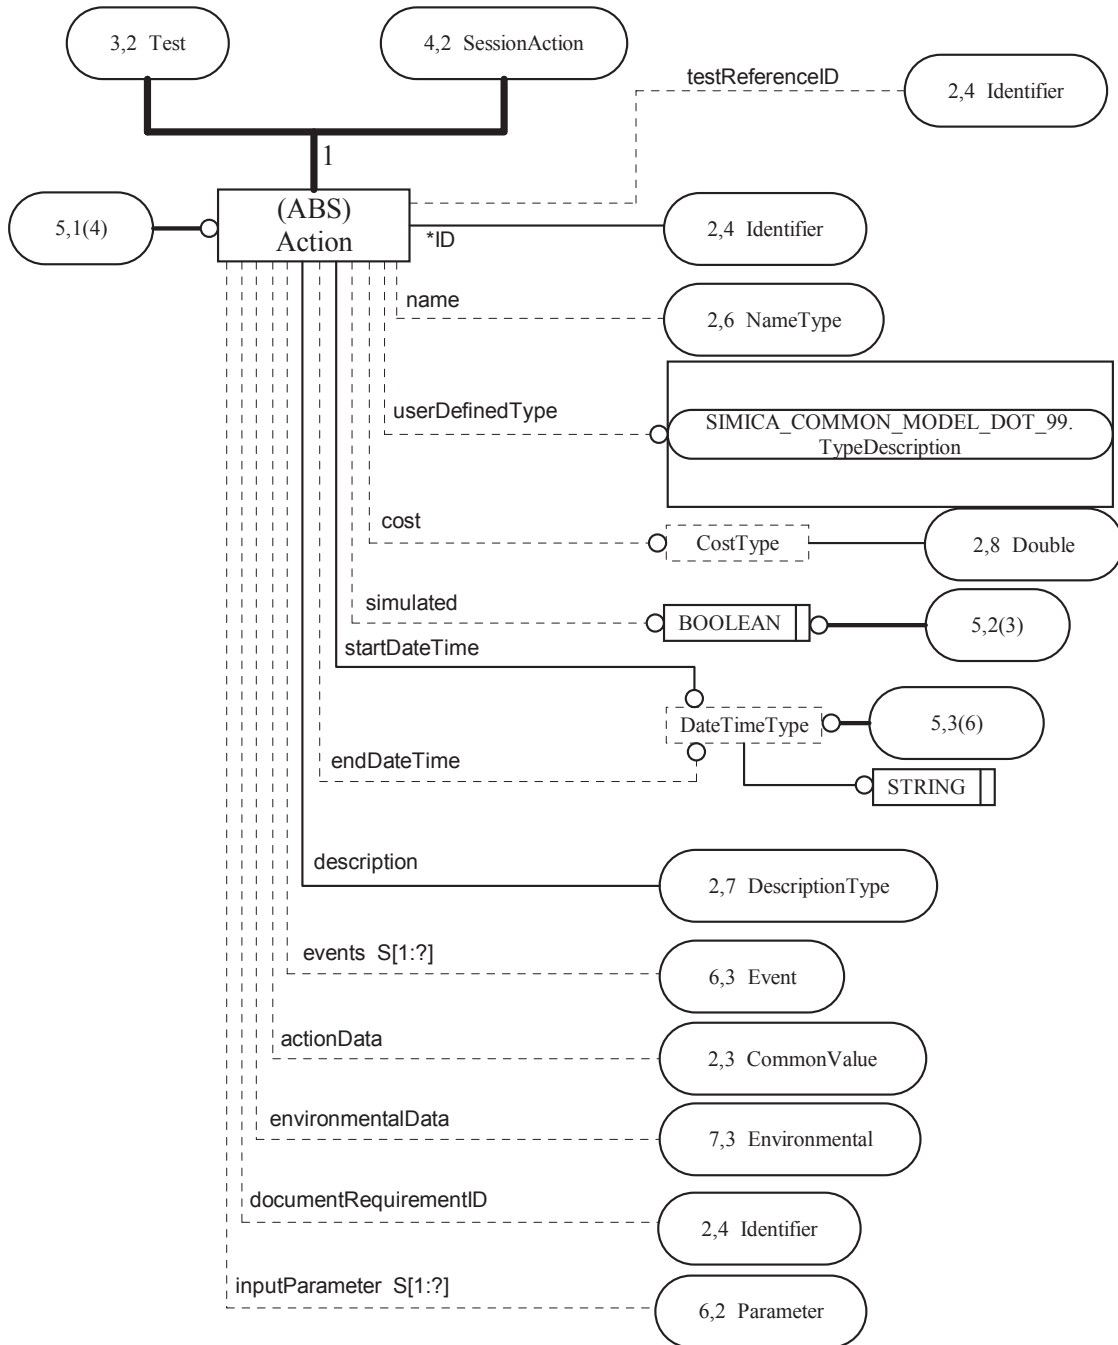 3,2 Test
4,2 SessionAction
testReferenceID
2,4 Identifier
1
5,1(4)
(ABS)
Action
*ID
2,4 Identifier
name
2,6 NameType
userDefinedType
SIMICA_COMMON_MODEL_DOT_99.
TypeDescription
cost
CostType
2,8 Double
simulated
BOOLEAN
5,2(3)
startDateTime
DateTimeType
5,3(6)
endDateTime
STRING
description
2,7 DescriptionType
events S[1:?]
6,3 Event
actionData
2,3 CommonValue
environmentalData
7,3 Environmental
documentRequirementID
2,4 Identifier
inputParameter S[1:?]
6,2 Parameter